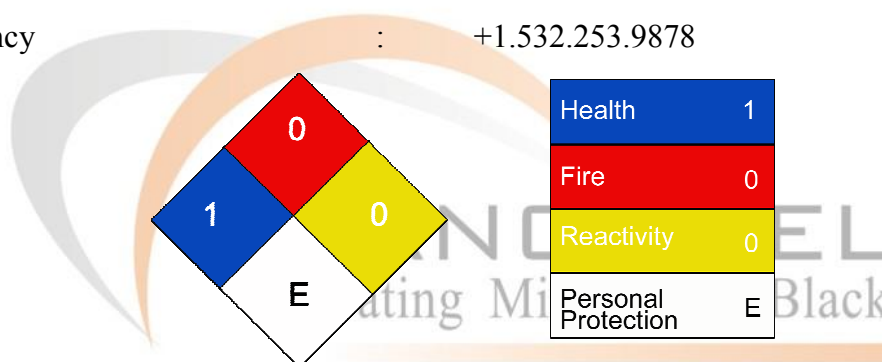 ncy : +1.532.253.9878
0
1 0
E
Health 1
Fire 0
Reactivity 0
Personal
Protection E
ating Mi Black